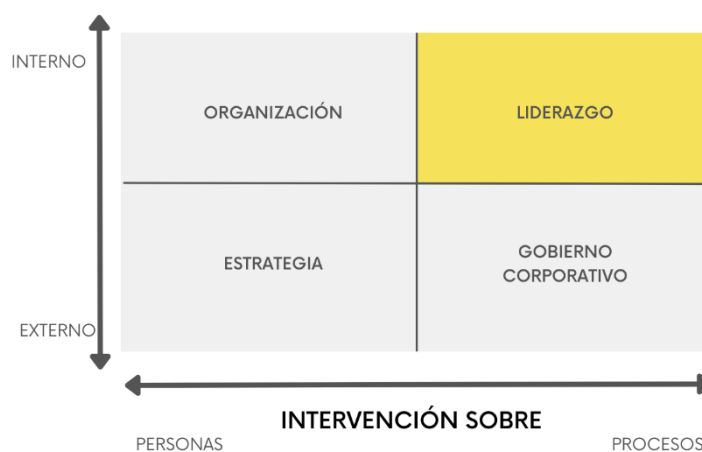 INTERNO
ORGANIZACIÓN
LIDERAZGO
ESTRATEGIA
GOBIERNO
CORPORATIVO
EXTERNO
INTERVENCIÓN SOBRE
PERSONAS
PROCESOS